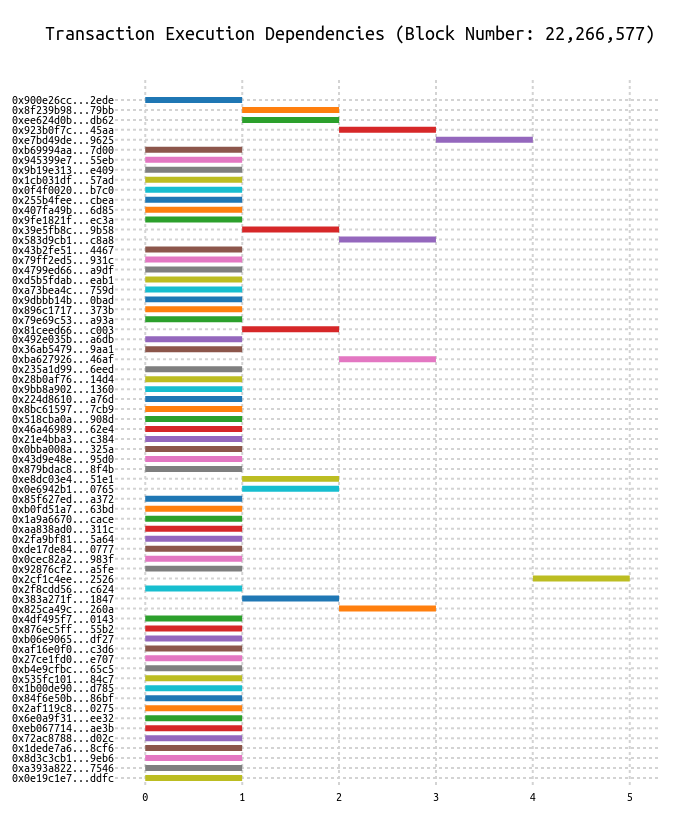 Transaction Execution Dependencies (Block Number: 22,266,577)
0x900e26cc...2ede
0x8f239b98...79bb
0xee624d0b...db62
0x923b0f7c...45aa
0xe7bd49de...9625
0xb69994aa...7d00
0x945399e7...55eb
0x9b19e313...e409
0x1cb031df...57ad
0x0f4f0020...b7c0
0x255b4fee...cbea
0x407fa49b...6d85
0x9fe1821f...ec3a
0x39e5fb8c...9b58
0x583d9cb1...c8a8
0x43b2fe51...4467
0x79ff2ed5...931c
0x4799ed66...a9df
0xd5b5fdab...eab1
0xa73bea4c...759d
0x9dbbb14b...0bad
0x896c1717...373b
0x79e69c53...a93a
0x81ceed66...c003
0x492e035b...a6db
0x36ab5479...9aa1
0xba627926...46af
0x235a1d99...6eed
0x28b0af76...14d4
0x9bb8a902...1360
0x224d8610...a76d
0x8bc61597...7cb9
0x518cba0a...908d
0x46a46989...62e4
0x21e4bba3...c384
0x0bba008a...325a
0x43d9e48e...95d0
0x879bdac8...8f4b
0xe8dc03e4...51e1
0x0e6942b1...0765
0x85f627ed...a372
0xb0fd51a7...63bd
0x1a9a6670...cace
0xaa838ad0...311c
0x2fa9bf81...5a64
0xde17de84...0777
0x0cec82a2...983f
0x92876cf2...a5fe
0x2cf1c4ee...2526
0x2f8cdd56...c624
0x383a271f...1847
0x825ca49c...260a
0x4df495f7...0143
0x876ec5ff...55b2
0xb06e9065...df27
0xaf16e0f0...c3d6
0x27ce1fd0...e707
0xb4e9cfbc...65c5
0x535fc101...84c7
0x1b00de90...d785
0x84f6e50b...86bf
0x2af119c8...0275
0x6e0a9f31...ee32
0xeb067714...ae3b
0x72ac8788...d02c
0x1dede7a6...8cf6
0x8d3c3cb1...9eb6
0xa393a822...7546
0x0e19c1e7...ddfc
0 1 2 3 4 5